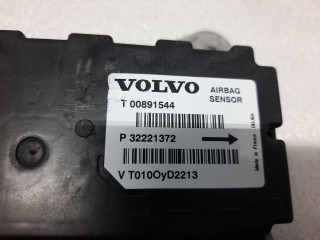 VOLVO
AIRBAG
SENSOR
T 00891544
P 32221372
Made in France
V T010OyD2213